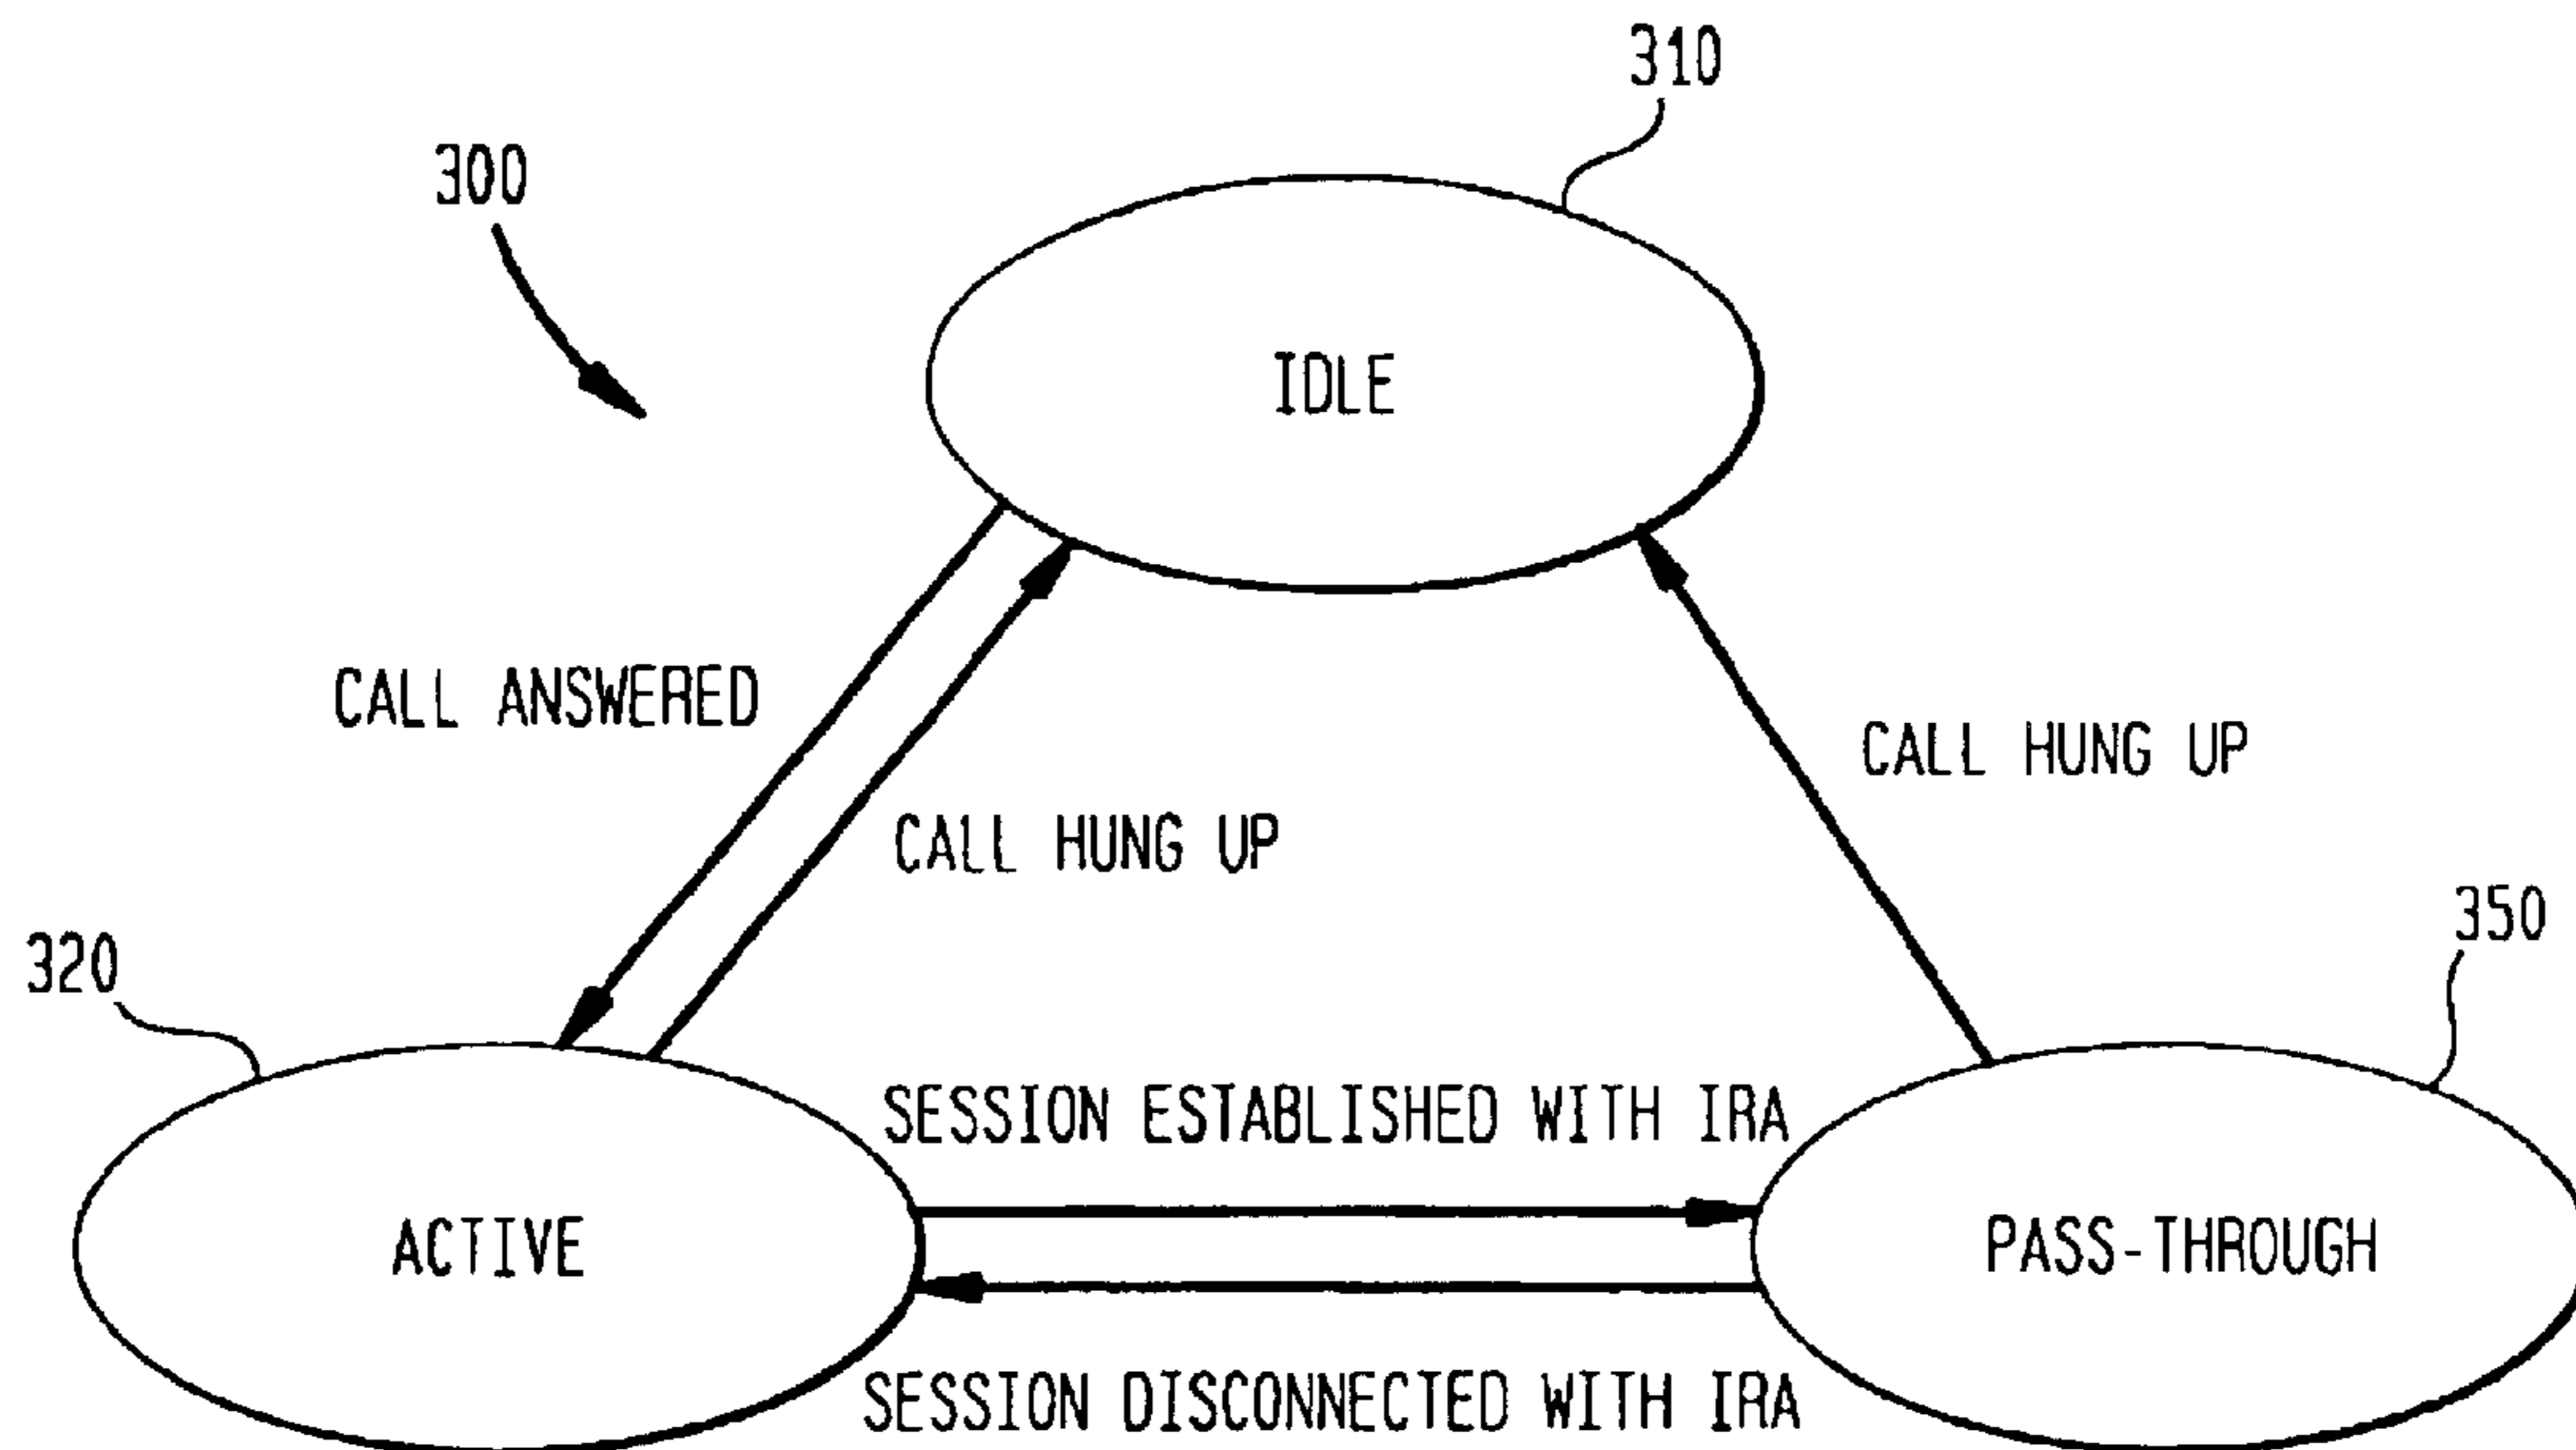 310
300
IDLE
CALL ANSWERED
CALL HUNG UP
CALL HUNG UP
350
320
SESSION ESTABLISHED WITH IRA
ACTIVE
PASS-THROUGH
SESSION DISCONNECTED WITH IRA